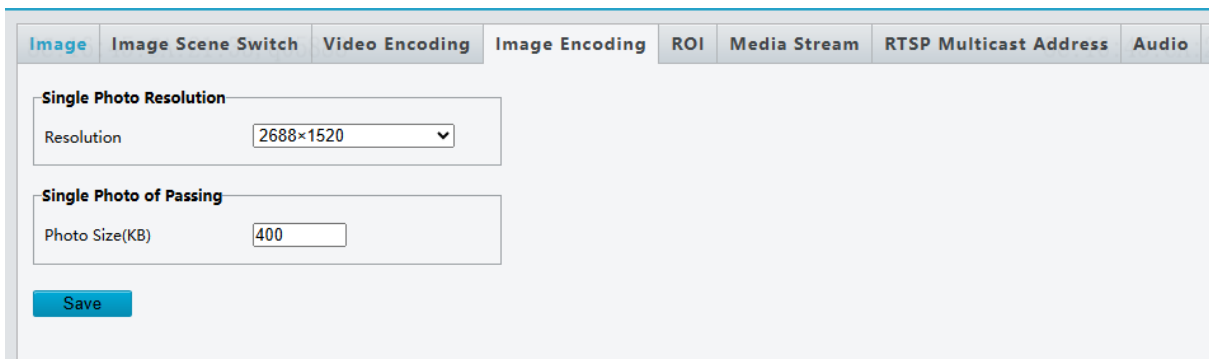 Image Image Scene Switch Video Encoding Image Encoding ROI Media Stream RTSP Multicast Address Audio
Single Photo Resolution
Resolution 2688×1520
Single Photo of Passing
Photo Size(KB) 400
Save